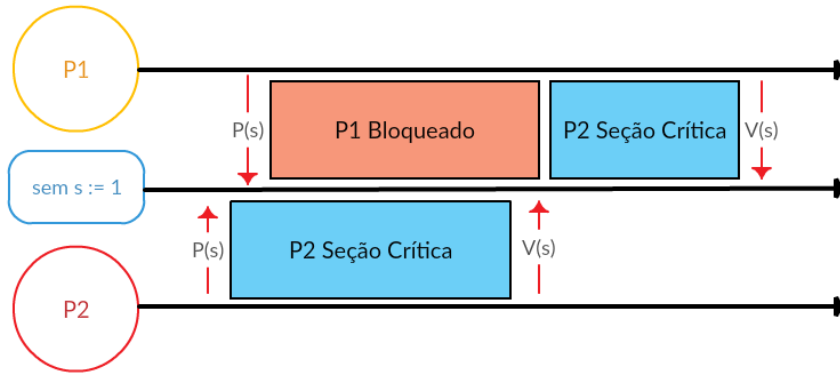 P1
P(s)
P1 Bloqueado
P2 Seção Crítica
V(s)
sem s := 1
P(s)
P2 Seção Crítica
V(s)
P2